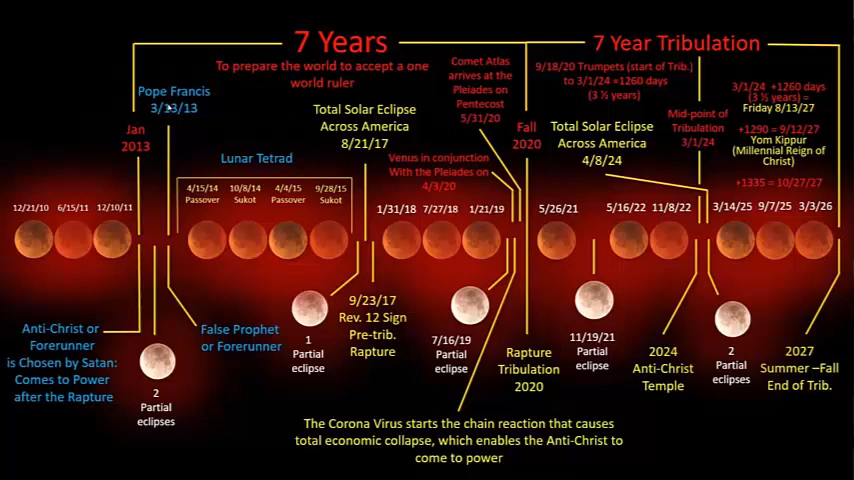 7 Years
To prepare the world to accept a one
world ruler
7 Year Tribulation
Pope Francis
3/13/13
Jan
2013
Total Solar Eclipse
Across America
8/21/17
Comet Atlas
arrives at the
Pleiades on
Pentecost
5/31/20
9/18/20 Trumpets (start of Trib.)
to 3/1/24 =1260 days
(3 ½ years)
Fall
2020
Total Solar Eclipse
Across America
4/8/24
Mid-point of
Tribulation
3/1/24
3/1/24 +1260 days
(3 ½ years) =
Friday 8/13/27
+1290 = 9/12/27
Yom Kippur
(Millennial Reign of
Christ)
+1335 = 10/27/27
Lunar Tetrad
Venus in conjunction
With the Pleiades on
4/3/20
4/15/14
Passover
10/8/14
Sukot
4/4/15
Passover
9/28/15
Sukot
12/21/10
6/15/11
12/10/11
1/31/18
7/27/18
1/21/19
5/26/21
5/16/22
11/8/22
3/14/25
9/7/25
3/3/26
Anti-Christ or
Forerunner
is Chosen by Satan:
Comes to Power
after the Rapture
2
Partial
eclipses
False Prophet
or Forerunner
1
Partial
eclipse
9/23/17
Rev. 12 Sign
Pre-trib.
Rapture
7/16/19
Partial
eclipse
Rapture
Tribulation
2020
11/19/21
Partial
eclipse
2024
Anti-Christ
Temple
2
Partial
eclipses
2027
Summer –Fall
End of Trib.
The Corona Virus starts the chain reaction that causes
total economic collapse, which enables the Anti-Christ to
come to power